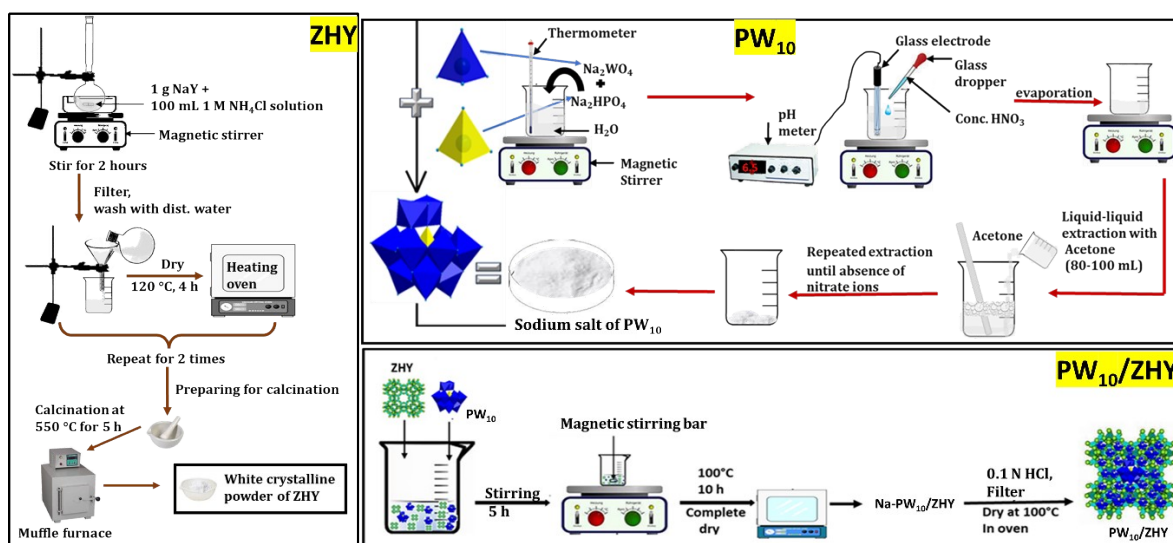 ZHY
1 g NaY +
100 mL 1 M NH₄Cl solution
Magnetic stirrer
Stir for 2 hours
Filter,
wash with dist. water
Dry
120 °C, 4 h
Heating
oven
Repeat for 2 times
Preparing for calcination
Calcination at
550 °C for 5 h
White crystalline
powder of ZHY
Muffle furnace
PW₁₀
Thermometer
Na₂WO₄
+
Na₂HPO₄
H₂O
Magnetic
Stirrer
pH
meter
6.5
Glass electrode
Glass
dropper
Conc. HNO₃
evaporation
Liquid-liquid
extraction with
Acetone
(80-100 mL)
Acetone
Repeated extraction
until absence of
nitrate ions
Sodium salt of PW₁₀
PW₁₀/ZHY
ZHY
PW₁₀
Stirring
5 h
Magnetic stirring bar
100°C
10 h
Complete
dry
Na-PW₁₀/ZHY
0.1 N HCl,
Filter
Dry at 100°C
In oven
PW₁₀/ZHY